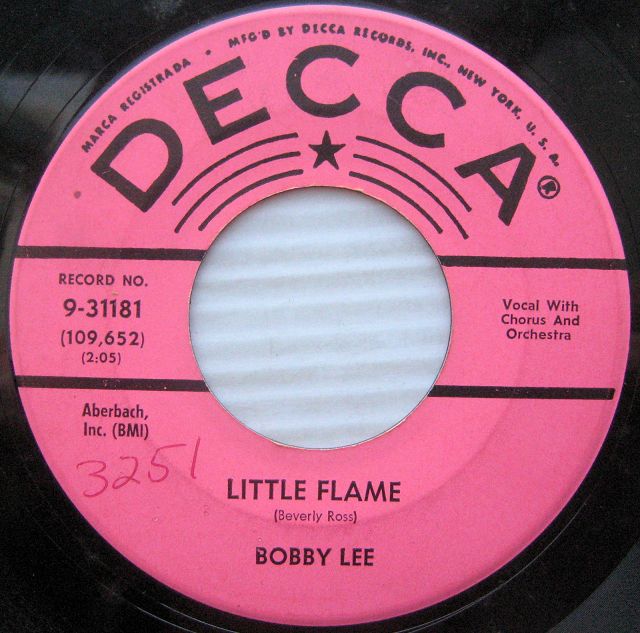 MARCA REGISTRADA • MFG'D BY DECCA RECORDS, INC., NEW YORK, U. S. A.
DECCA ®
RECORD NO.
9-31181
(109,652)
(2:05)
Vocal With
Chorus And
Orchestra
Aberbach,
Inc. (BMI)
3251
LITTLE FLAME
(Beverly Ross)
BOBBY LEE